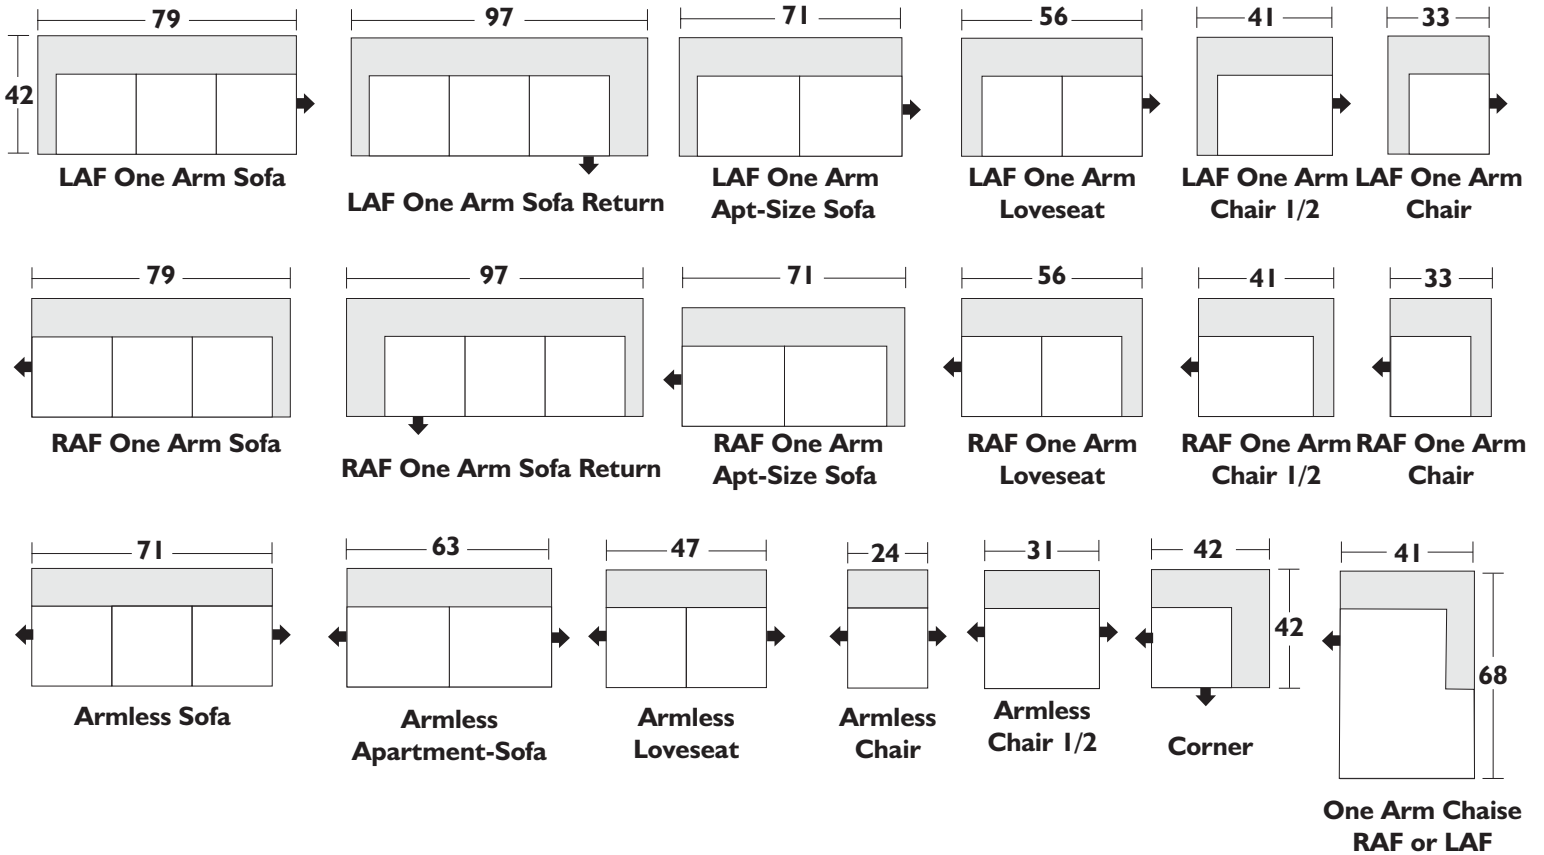 79
97
71
56
41
33
42
LAF One Arm Sofa
LAF One Arm Sofa Return
LAF One Arm
Apt-Size Sofa
LAF One Arm
Loveseat
LAF One Arm
Chair 1/2
LAF One Arm
Chair
79
97
71
56
41
33
RAF One Arm Sofa
RAF One Arm Sofa Return
RAF One Arm
Apt-Size Sofa
RAF One Arm
Loveseat
RAF One Arm
Chair 1/2
RAF One Arm
Chair
71
63
47
24
31
42
41
42
68
Armless Sofa
Armless
Apartment-Sofa
Armless
Loveseat
Armless
Chair
Armless
Chair 1/2
Corner
One Arm Chaise
RAF or LAF